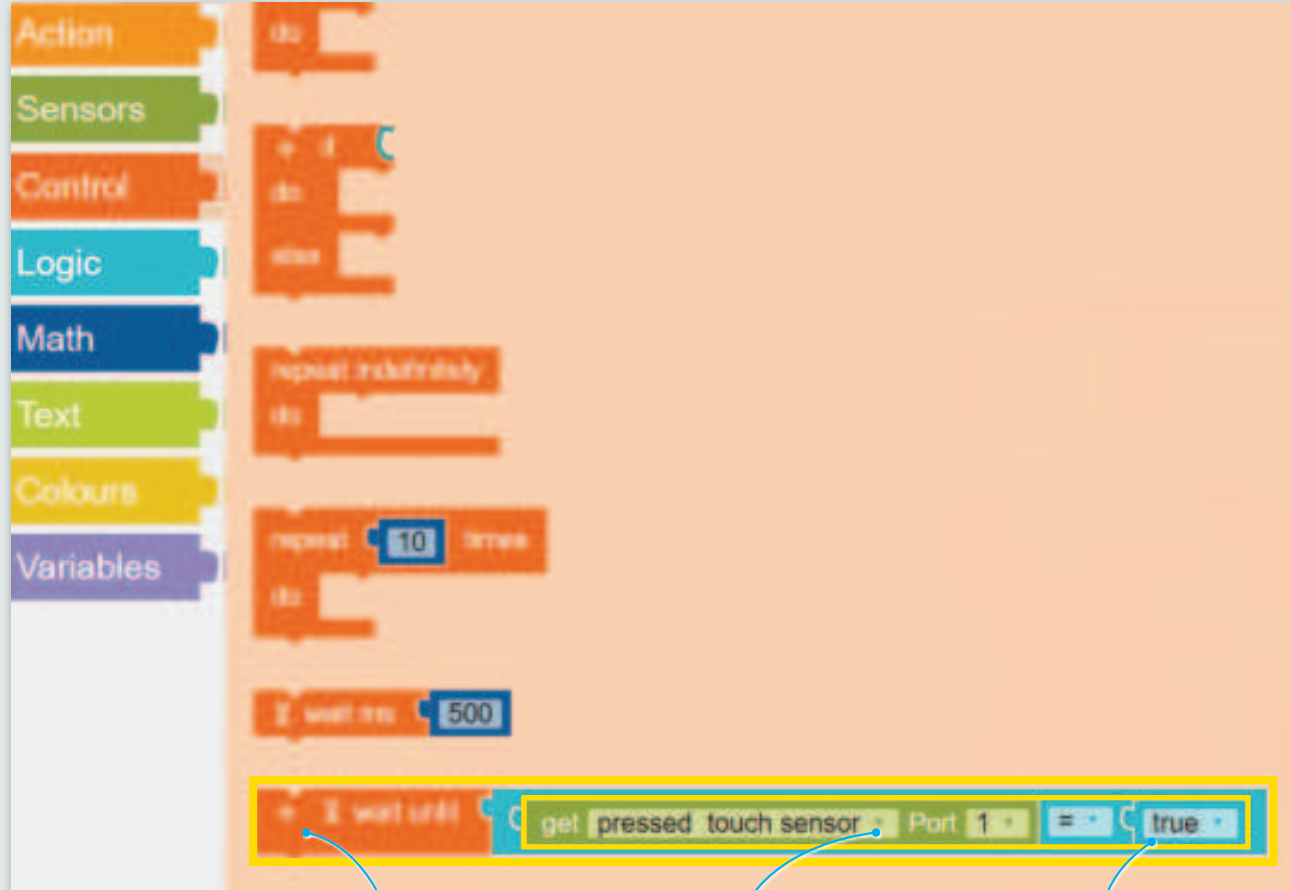 Action
Sensors
Control
Logic
Math
Text
Colours
Variables
do
+ if
do
else
repeat indefinitely
do
repeat 10 times
do
wait ms 500
+ wait until get pressed touch sensor Port 1 = true